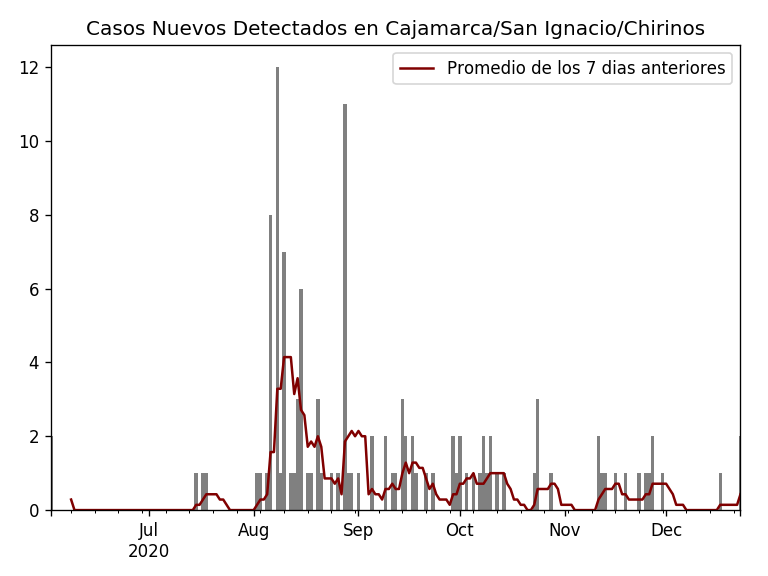 Casos Nuevos Detectados en Cajamarca/San Ignacio/Chirinos
Promedio de los 7 dias anteriores
12
10
8
6
4
2
0
Jul Aug Sep Oct Nov Dec
2020